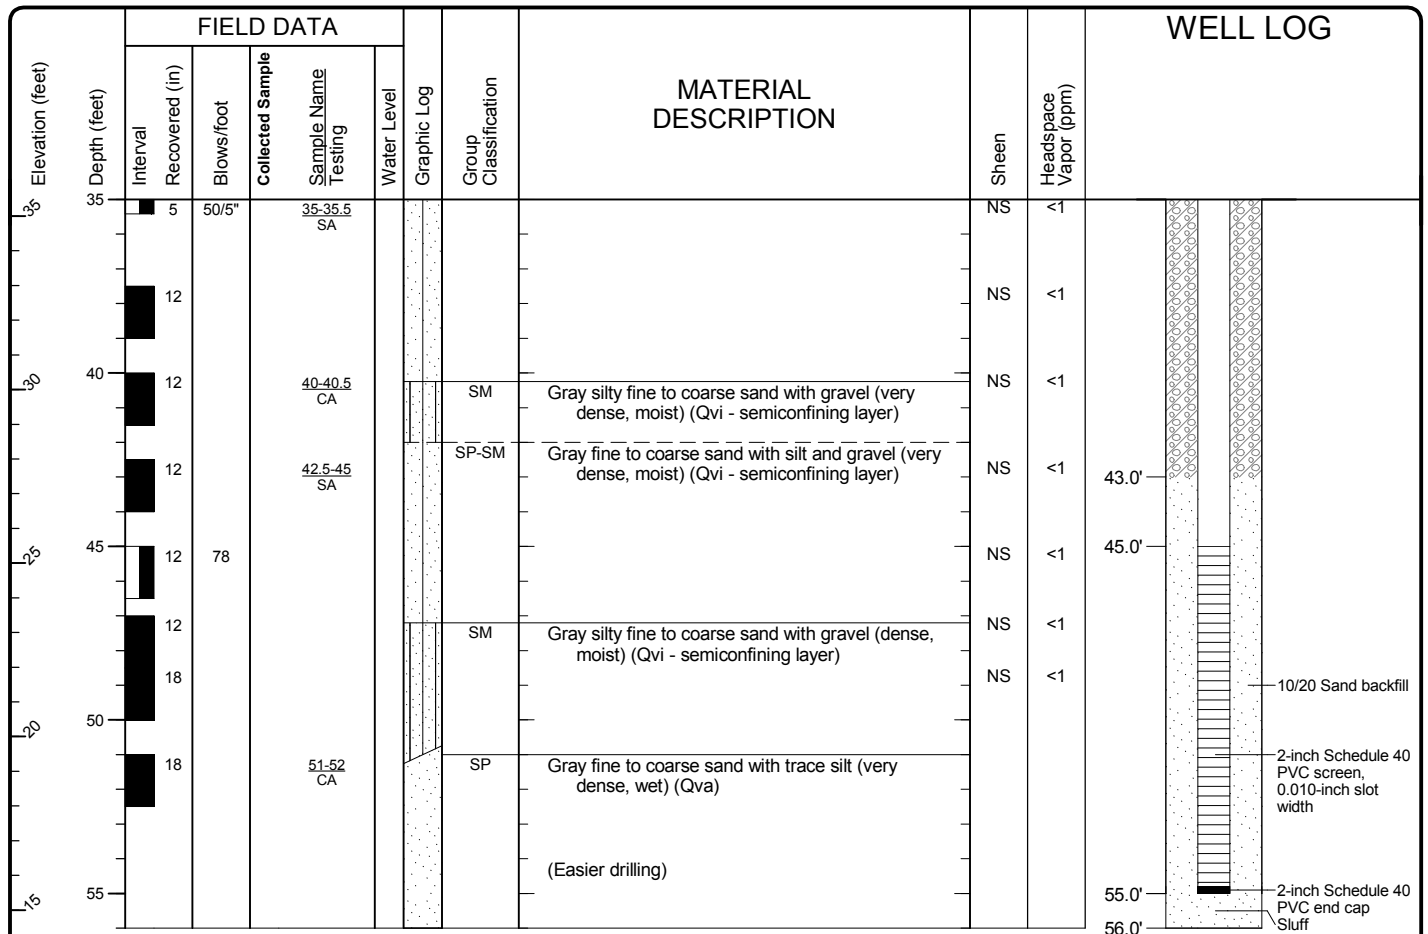 FIELD DATA
WELL LOG
Elevation (feet)
Depth (feet)
Interval
Recovered (in)
Blows/foot
Collected Sample
Sample Name
Testing
Water Level
Graphic Log
Group
Classification
MATERIAL
DESCRIPTION
Sheen
Headspace
Vapor (ppm)
35
35
5
50/5"
35-35.5
SA
NS
<1
12
NS
<1
30
40
12
40-40.5
CA
SM
Gray silty fine to coarse sand with gravel (very
dense, moist) (Qvi - semiconfining layer)
NS
<1
12
42.5-45
SA
SP-SM
Gray fine to coarse sand with silt and gravel (very
dense, moist) (Qvi - semiconfining layer)
NS
<1
43.0'
25
45
12
78
NS
<1
45.0'
12
SM
Gray silty fine to coarse sand with gravel (dense,
moist) (Qvi - semiconfining layer)
NS
<1
18
NS
<1
10/20 Sand backfill
20
50
18
51-52
CA
SP
Gray fine to coarse sand with trace silt (very
dense, wet) (Qva)
2-inch Schedule 40
PVC screen,
0.010-inch slot
width
(Easier drilling)
15
55
55.0'
2-inch Schedule 40
PVC end cap
Sluff
56.0'